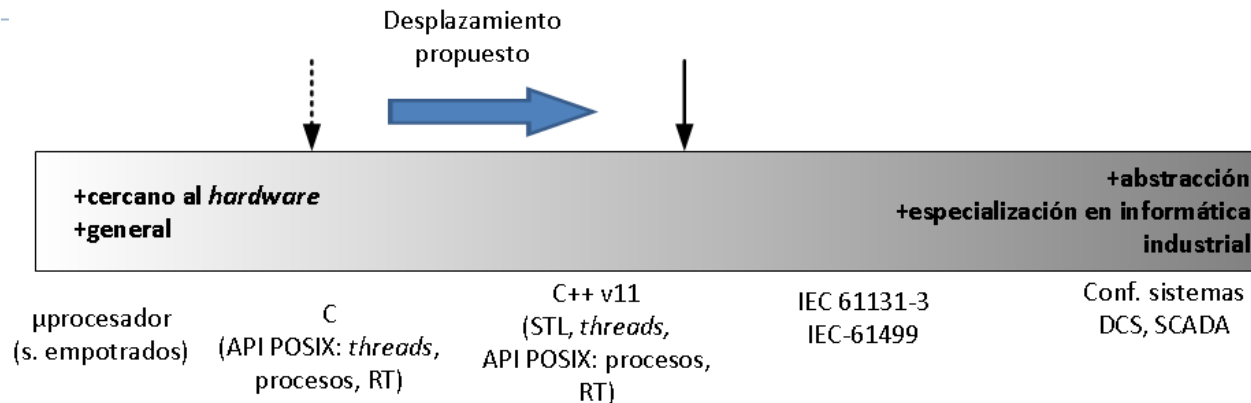 Desplazamiento
propuesto
+cercano al hardware
+general
+abstracción
+especialización en informática
industrial
µprocesador
(s. empotrados)
C
(API POSIX: threads,
procesos, RT)
C++ v11
(STL, threads,
API POSIX: procesos,
RT)
IEC 61131-3
IEC-61499
Conf. sistemas
DCS, SCADA